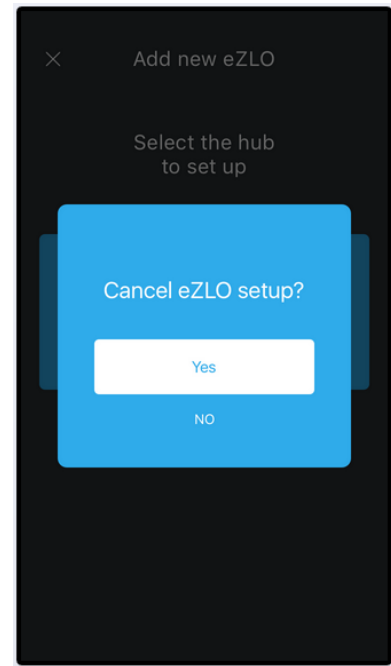 Add new eZLO
Select the hub
to set up
Cancel eZLO setup?
Yes
NO